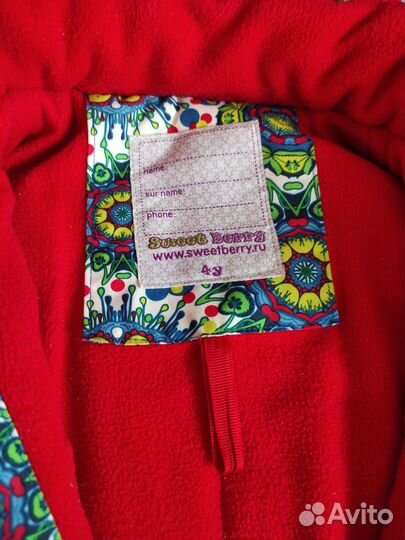 name:
sur name:
phone:
Sweet Berry
www.sweetberry.ru
4y
Avito